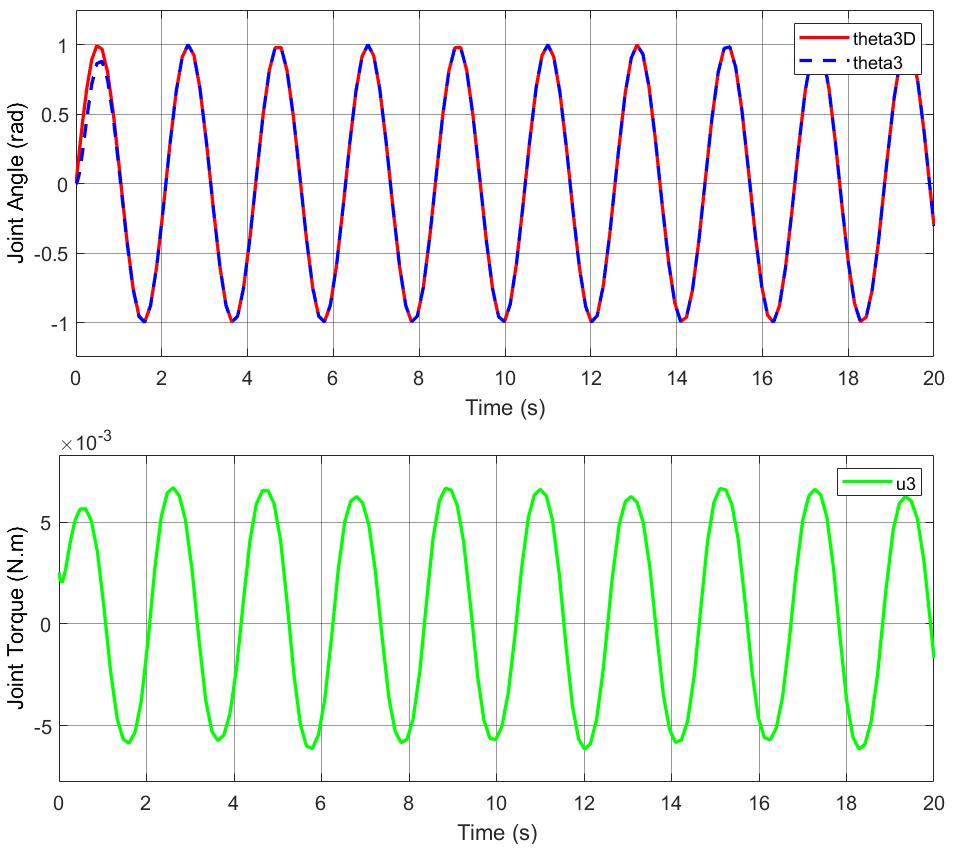 1
0.5
0
-0.5
-1
Joint Angle (rad)
theta3D
theta3
0 2 4 6 8 10 12 14 16 18 20
Time (s)
×10-3
5
0
-5
Joint Torque (N.m)
u3
0 2 4 6 8 10 12 14 16 18 20
Time (s)